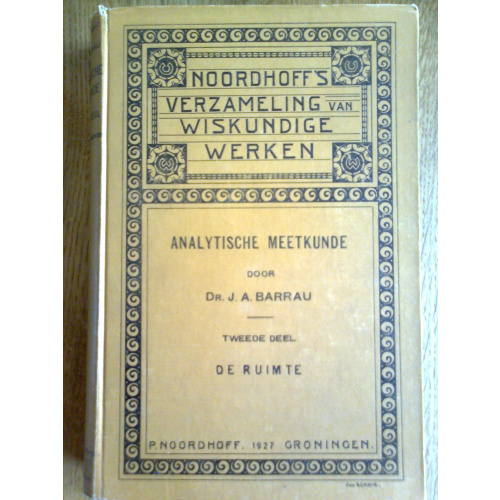 NOORDHOFF'S
VERZAMELING VAN
WISKUNDIGE
WERKEN
ANALYTISCHE MEETKUNDE
DOOR
DR. J. A. BARRAU
TWEEDE DEEL
DE RUIMTE
P. NOORDHOFF. 1927 GRONINGEN.